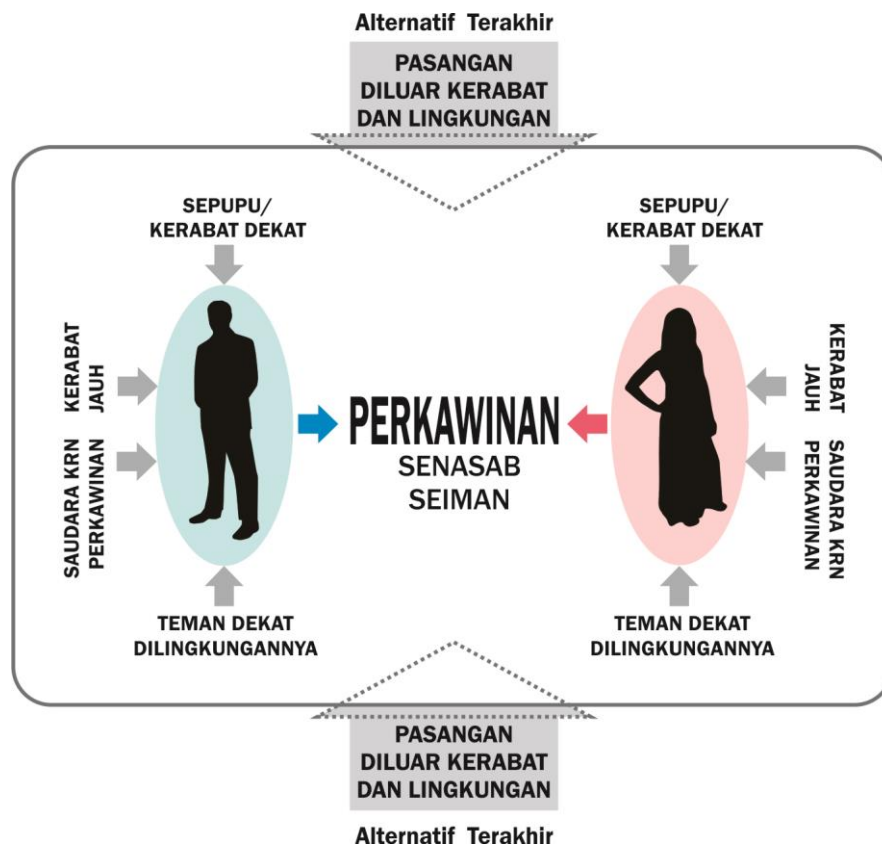 Alternatif Terakhir
PASANGAN
DILUAR KERABAT
DAN LINGKUNGAN
SEPUPU/
KERABAT DEKAT
SEPUPU/
KERABAT DEKAT
KERABAT
JAUH
SAUDARA KRN
PERKAWINAN
PERKAWINAN
SENASAB
SEIMAN
KERABAT
JAUH
SAUDARA KRN
PERKAWINAN
TEMAN DEKAT
DILINGKUNGANNYA
TEMAN DEKAT
DILINGKUNGANNYA
PASANGAN
DILUAR KERABAT
DAN LINGKUNGAN
Alternatif Terakhir